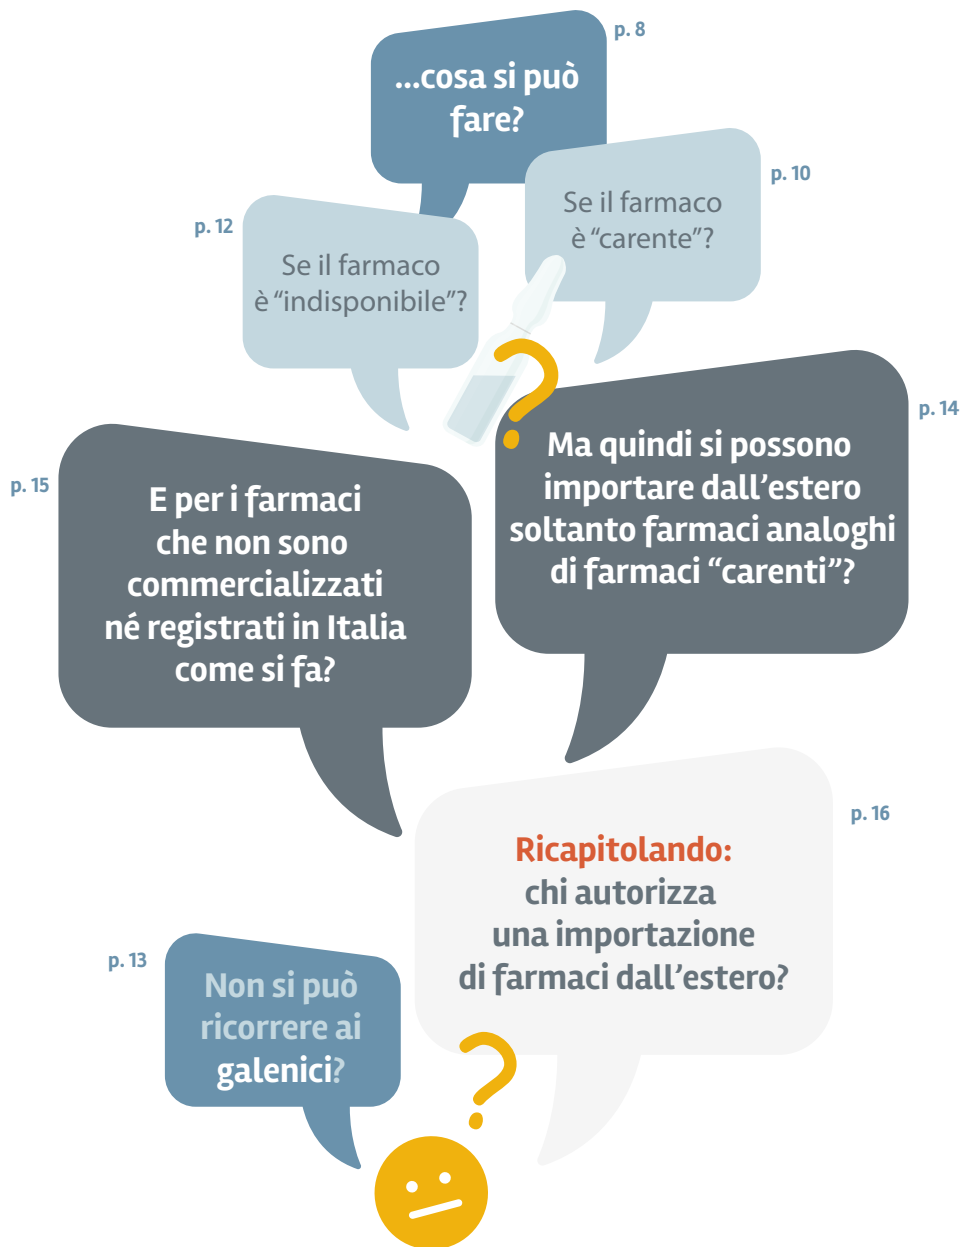 p. 8
...cosa si può
fare?
p. 10
Se il farmaco
è “carente”?
p. 12
Se il farmaco
è “indisponibile”?
p. 14
Ma quindi si possono
importare dall’estero
soltanto farmaci analoghi
di farmaci “carenti”?
p. 15
E per i farmaci
che non sono
commercializzati
né registrati in Italia
come si fa?
p. 16
Ricapitolando:
chi autorizza
una importazione
di farmaci dall’estero?
p. 13
Non si può
ricorrere ai
galenici?